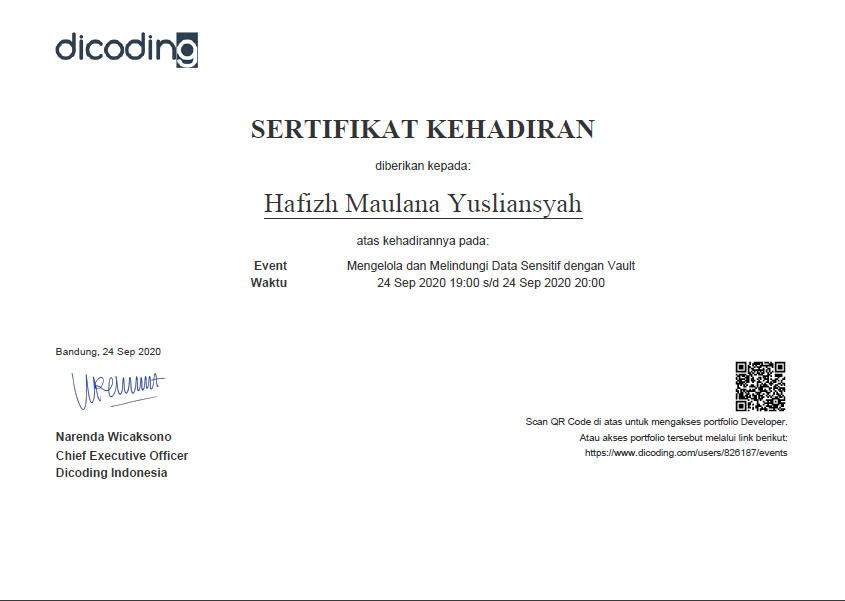 dicoding
SERTIFIKAT KEHADIRAN
diberikan kepada:
Hafizh Maulana Yusliansyah
atas kehadirannya pada:
Event Mengelola dan Melindungi Data Sensitif dengan Vault
Waktu 24 Sep 2020 19:00 s/d 24 Sep 2020 20:00
Bandung, 24 Sep 2020
Narenda Wicaksono
Chief Executive Officer
Dicoding Indonesia
Scan QR Code di atas untuk mengakses portfolio Developer.
Atau akses portfolio tersebut melalui link berikut:
https://www.dicoding.com/users/826187/events